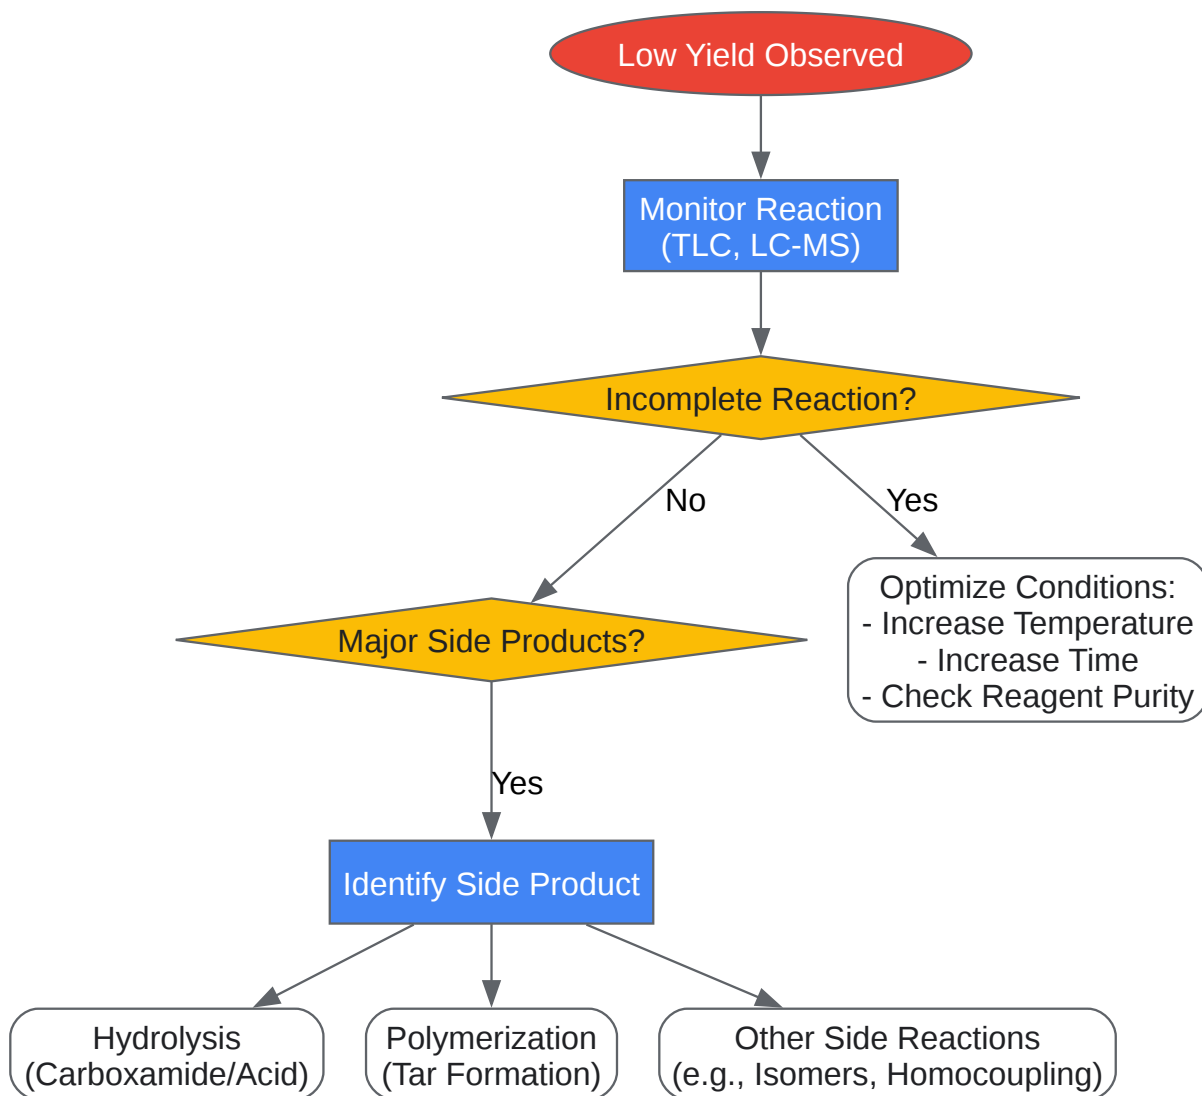 Low Yield Observed
Monitor Reaction
(TLC, LC-MS)
Incomplete Reaction?
No
Yes
Optimize Conditions:
- Increase Temperature
- Increase Time
- Check Reagent Purity
Major Side Products?
Yes
Identify Side Product
Hydrolysis
(Carboxamide/Acid)
Polymerization
(Tar Formation)
Other Side Reactions
(e.g., Isomers, Homocoupling)